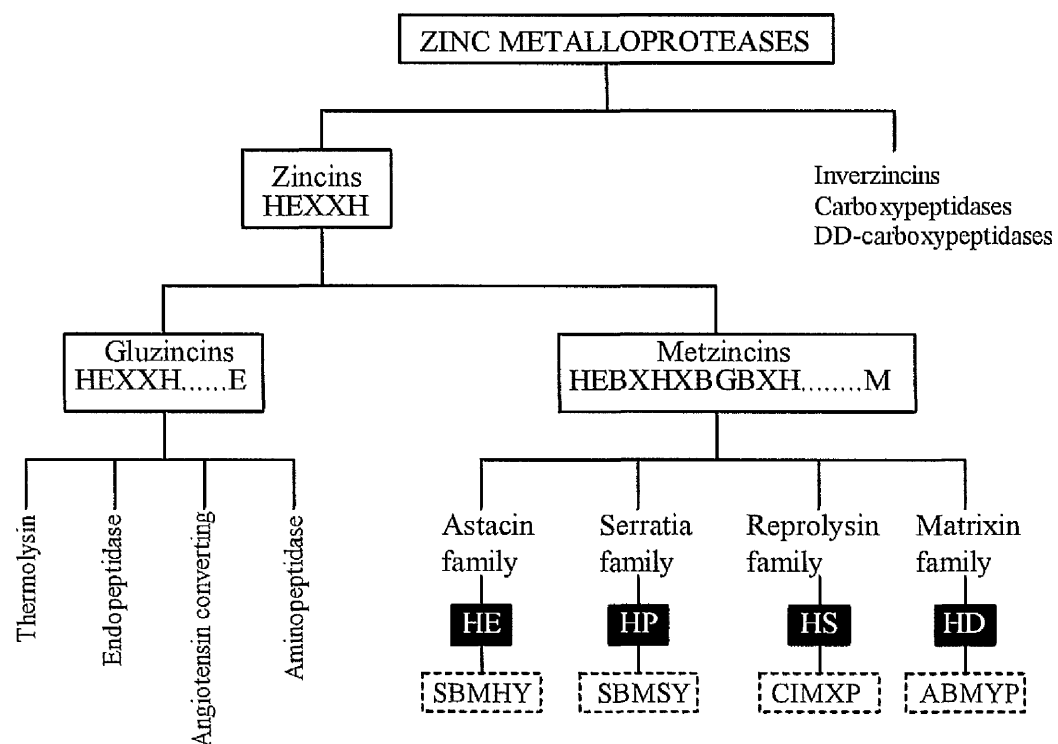 ZINC METALLOPROTEASES
Zincins
HEXXH
Inverzincins
Carboxypeptidases
DD-carboxypeptidases
Gluzincins
HEXXH......E
Metzincins
HEBXHXBGBXH........M
Thermolysin
Endopeptidase
Angiotensin converting
Aminopeptidase
Astacin
family
Serratia
family
Reprolysin
family
Matrixin
family
HE
HP
HS
HD
SBMHY
SBMSY
CIMXP
ABMYP